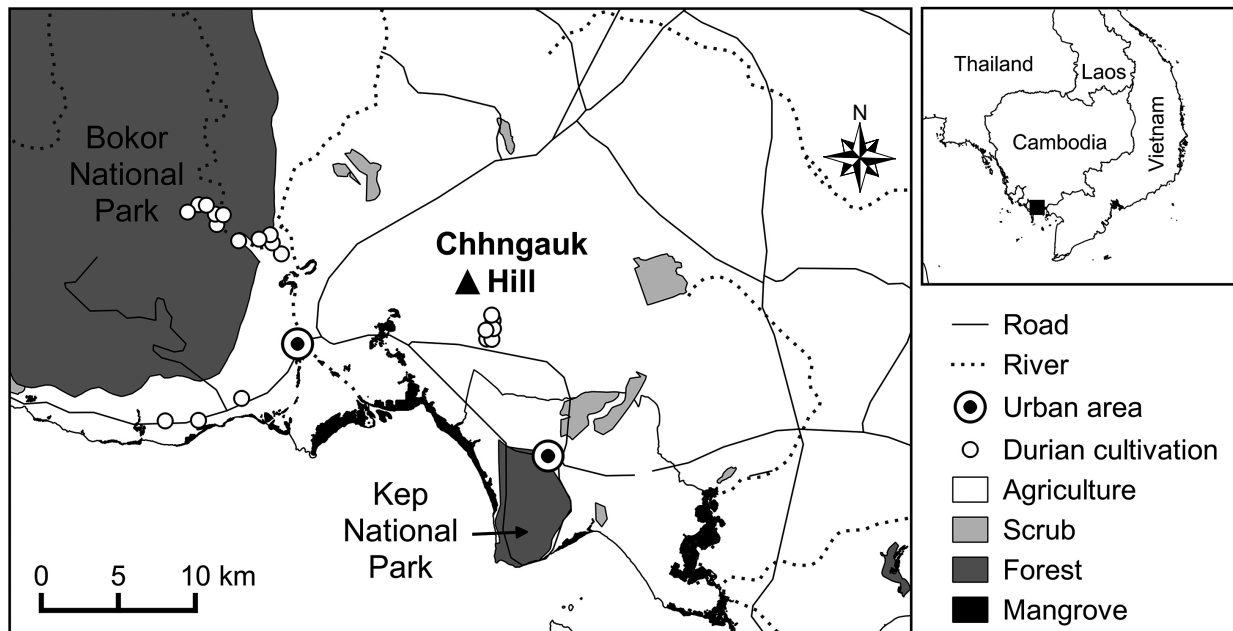 Bokor
National
Park
Chhngauk
Hill
Kep
National
Park
0 5 10 km
N
Thailand
Laos
Cambodia
Vietnam
Road
River
Urban area
Durian cultivation
Agriculture
Scrub
Forest
Mangrove